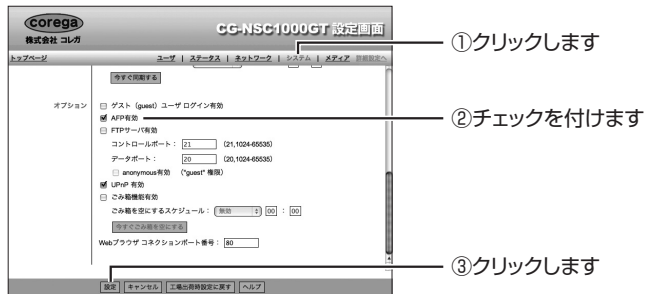 corega
株式会社 コレガ
CG-NSC1000GT 設定画面
トップページ
ユーザ | ステータス | ネットワーク | システム | メディア 詳細設定へ
①クリックします
今すぐ同期する
オプション
ゲスト（guest）ユーザ ログイン有効
AFP有効
②チェックを付けます
FTPサーバ有効
コントロールポート： 21 (21,1024-65535)
データポート： 20 (20,1024-65535)
anonymous有効 ("guest" 権限)
UPnP 有効
ごみ箱機能有効
ごみ箱を空にするスケジュール： 無効 00 : 00
今すぐごみ箱を空にする
Webブラウザ コネクションポート番号： 80
設定 キャンセル 工場出荷時設定に戻す ヘルプ
③クリックします